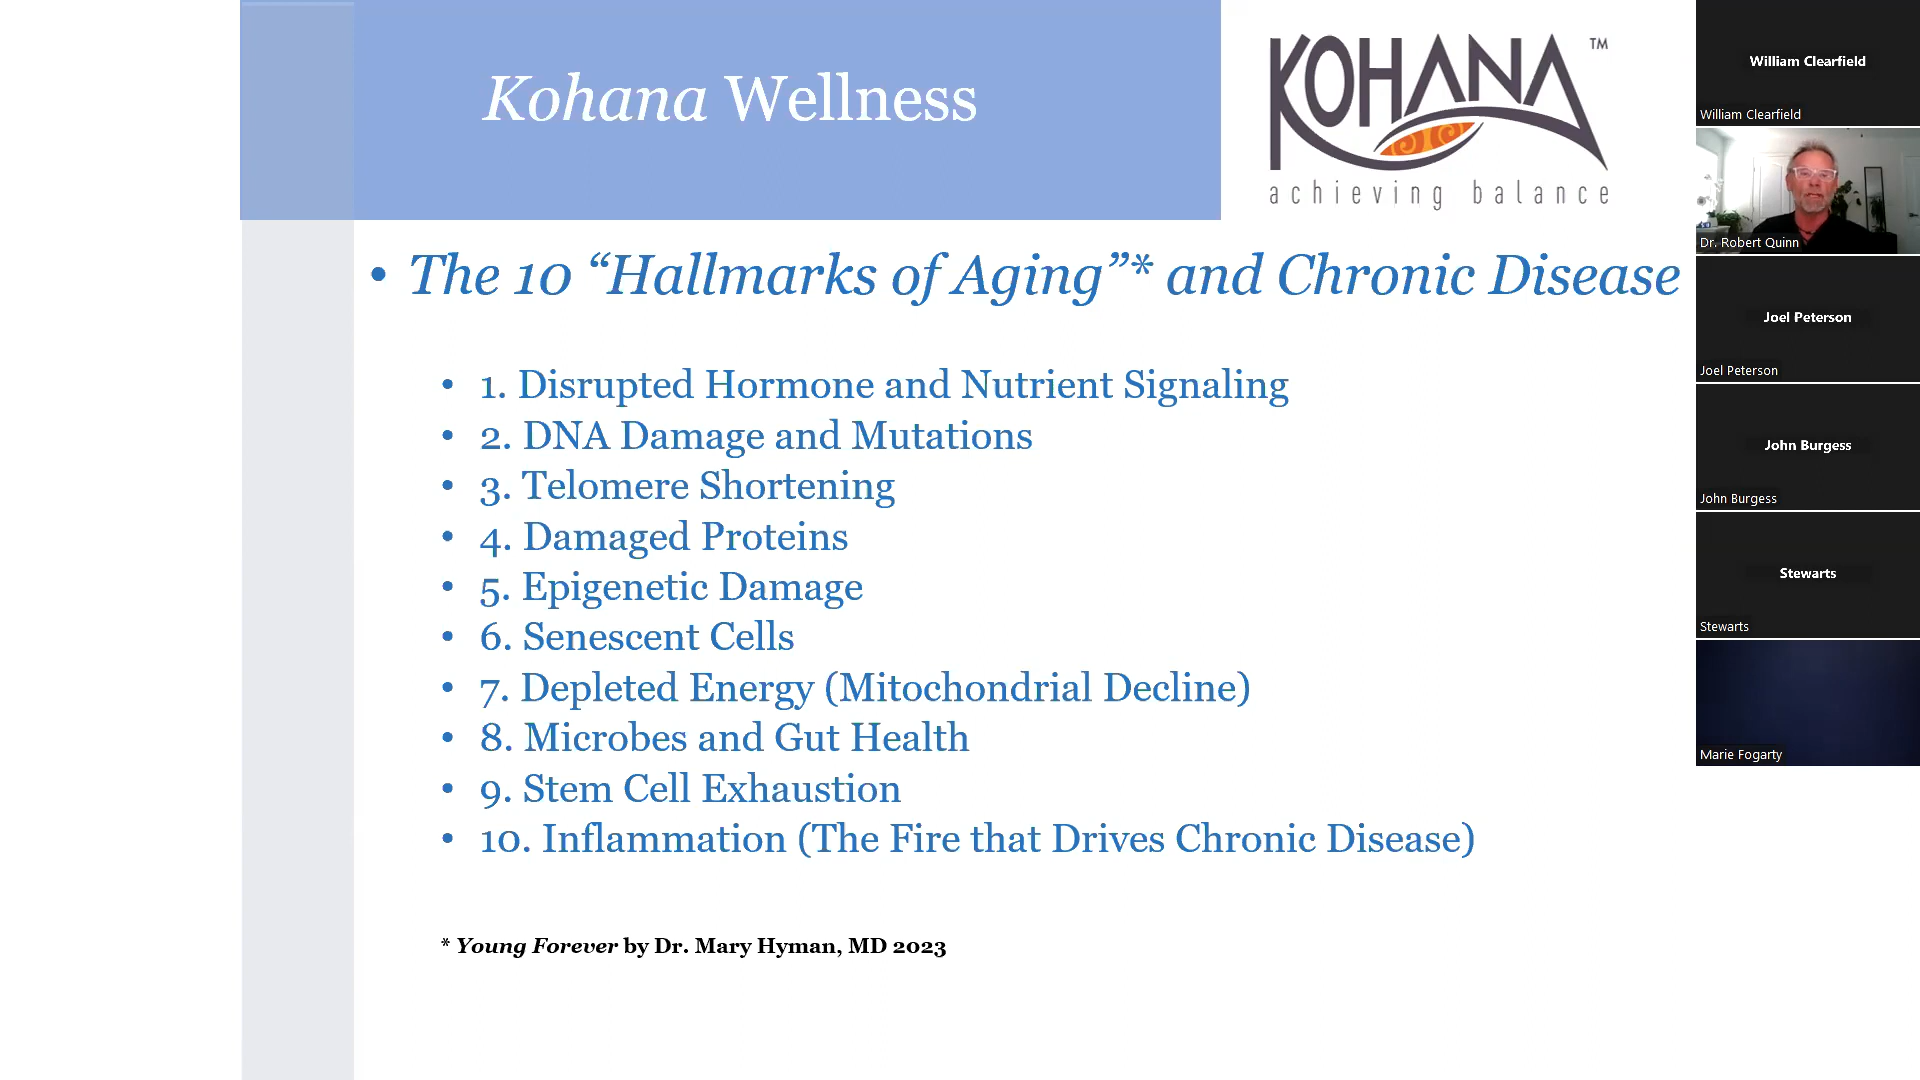 Kohana Wellness
KOHANA™
achieving balance
• The 10 “Hallmarks of Aging”* and Chronic Disease
• 1. Disrupted Hormone and Nutrient Signaling
• 2. DNA Damage and Mutations
• 3. Telomere Shortening
• 4. Damaged Proteins
• 5. Epigenetic Damage
• 6. Senescent Cells
• 7. Depleted Energy (Mitochondrial Decline)
• 8. Microbes and Gut Health
• 9. Stem Cell Exhaustion
• 10. Inflammation (The Fire that Drives Chronic Disease)
* Young Forever by Dr. Mary Hyman, MD 2023
William Clearfield
William Clearfield
Dr. Robert Quinn
Joel Peterson
Joel Peterson
John Burgess
John Burgess
Stewarts
Stewarts
Marie Fogarty